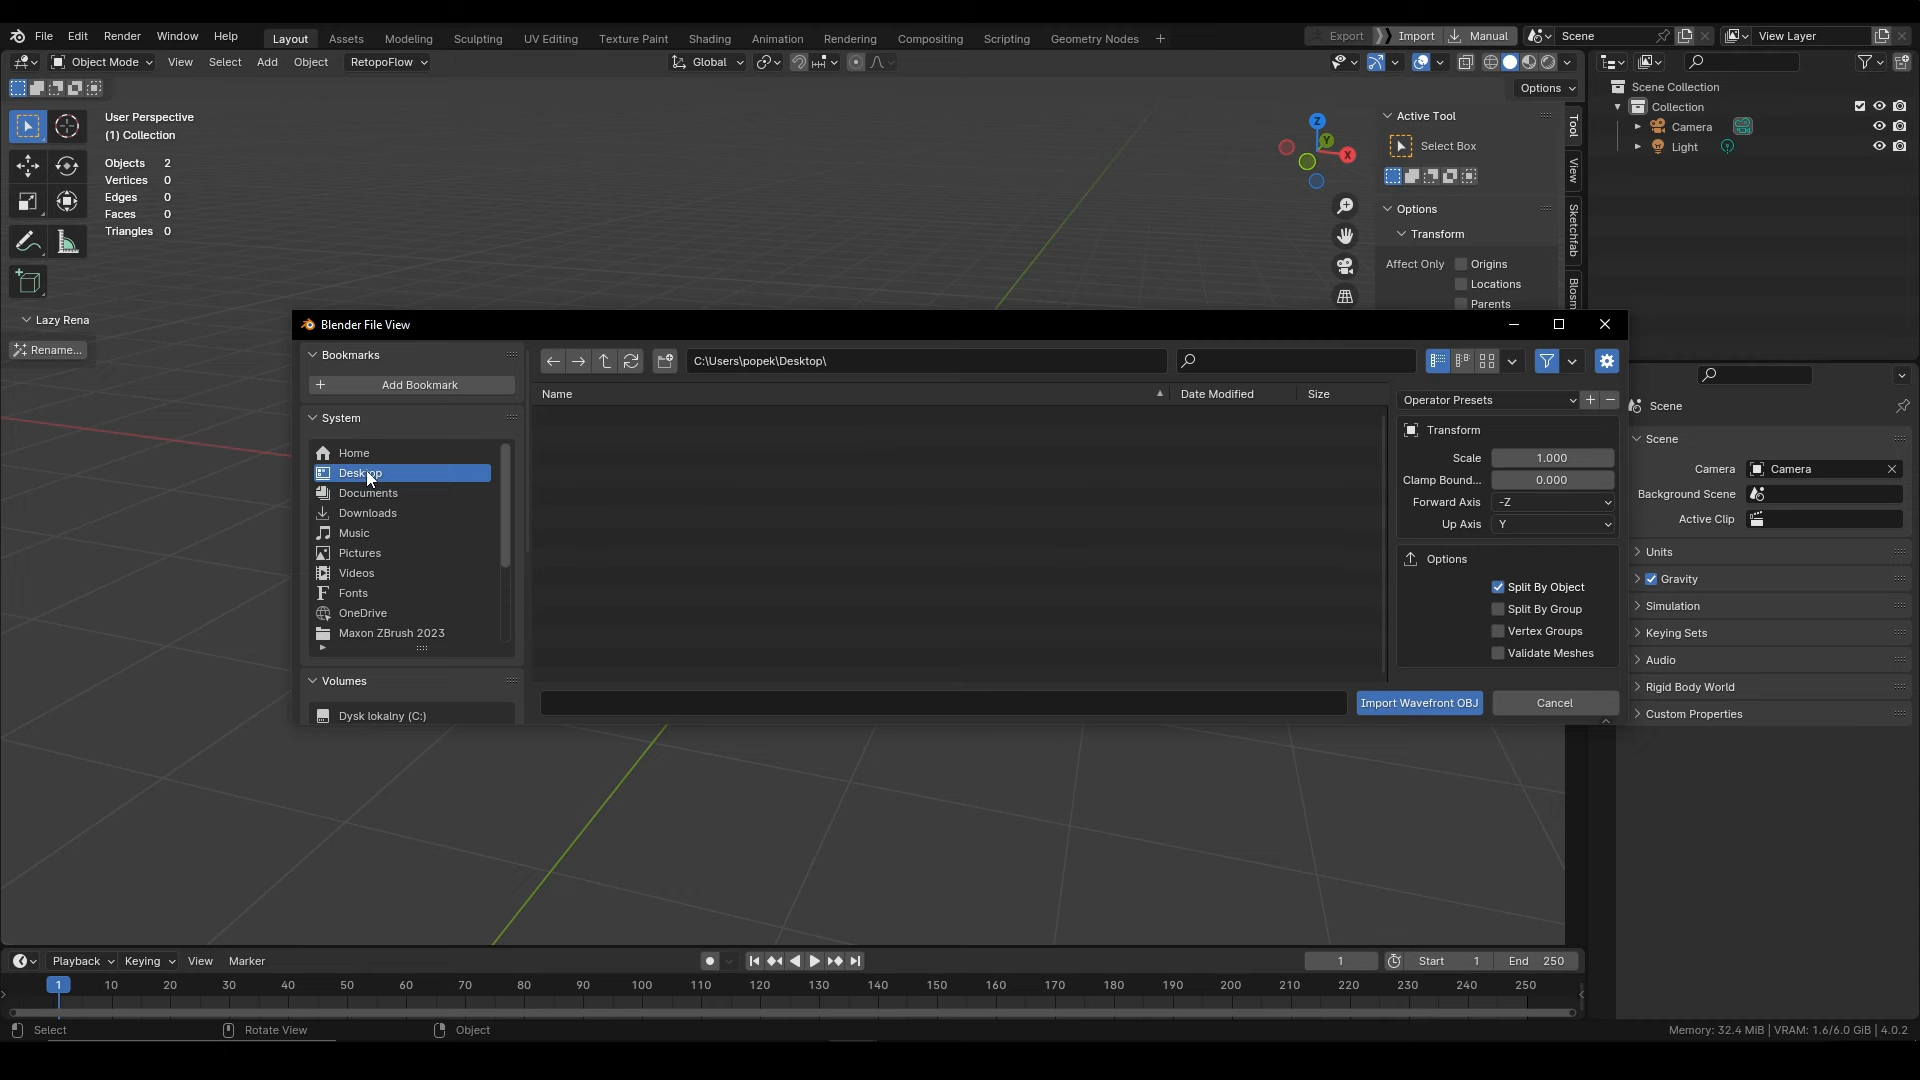 File Edit Render Window Help Layout Assets Modeling Sculpting UV Editing Texture Paint Shading Animation Rendering Compositing Scripting Geometry Nodes + Export Import Manual Scene View Layer
Object Mode View Select Add Object RetopoFlow Global
Options
User Perspective
(1) Collection
Objects 2
Vertices 0
Edges 0
Faces 0
Triangles 0
Lazy Rena
Rename...
Z
Y
X
Active Tool
Select Box
Options
Transform
Affect Only Origins
Locations
Parents
Tool
View
Sketchfab
Blosm
Scene Collection
Collection
Camera
Light
Blender File View
Bookmarks
Add Bookmark
System
Home
Desktop
Documents
Downloads
Music
Pictures
Videos
Fonts
OneDrive
Maxon ZBrush 2023
Volumes
Dysk lokalny (C:)
C:\Users\popek\Desktop\
Name Date Modified Size
Operator Presets
Transform
Scale 1.000
Clamp Bound... 0.000
Forward Axis -Z
Up Axis Y
Options
Split By Object
Split By Group
Vertex Groups
Validate Meshes
Import Wavefront OBJ Cancel
Scene
Scene
Camera Camera
Background Scene
Active Clip
Units
Gravity
Simulation
Keying Sets
Audio
Rigid Body World
Custom Properties
Playback Keying View Marker 1 Start 1 End 250
1 10 20 30 40 50 60 70 80 90 100 110 120 130 140 150 160 170 180 190 200 210 220 230 240 250
Select Rotate View Object Memory: 32.4 MiB | VRAM: 1.6/6.0 GiB | 4.0.2